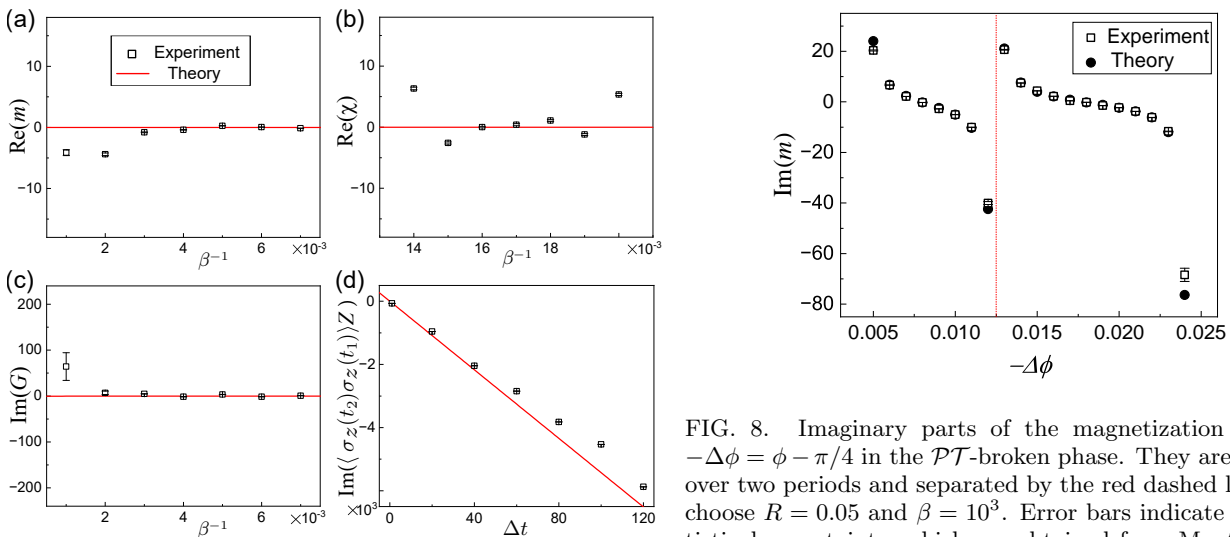 (a)
Experiment
Theory
Re(m)
10
0
−10
2 4 6 ×10⁻³
β⁻¹
(b)
Re(χ)
10
0
−10
14 16 18 ×10⁻³
β⁻¹
(c)
Im(G)
200
100
0
−100
−200
2 4 6 ×10⁻³
β⁻¹
(d)
Im(⟨σz(t₂)σz(t₁)⟩Z)
0
−2
−4
×10³
0 20 40 60 80 100 120
Δt
Experiment
Theory
Im(m)
20
0
−20
−40
−60
−80
0.005 0.010 0.015 0.020 0.025
−Δϕ
FIG. 8. Imaginary parts of the magnetization
−Δϕ = ϕ − π/4 in the PT-broken phase. They are
over two periods and separated by the red dashed l
choose R = 0.05 and β = 10³. Error bars indicate